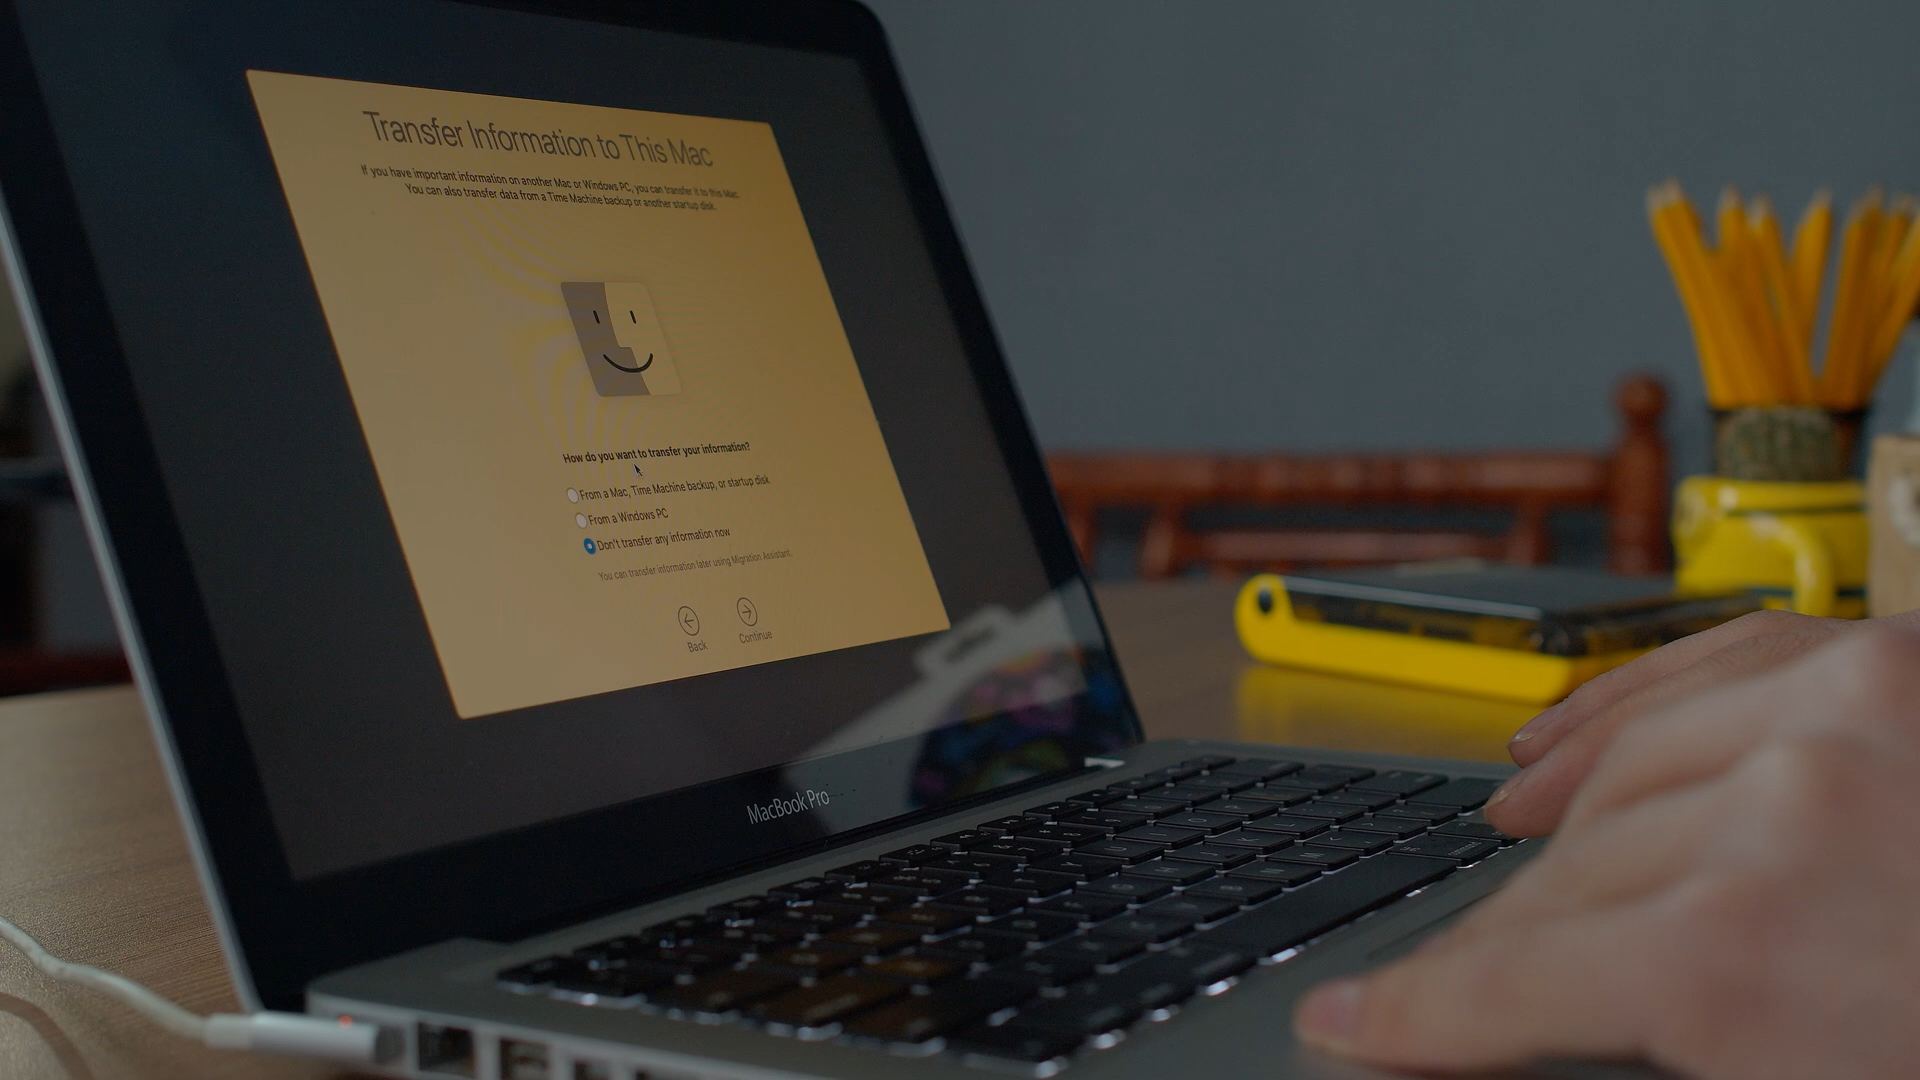 Transfer Information to This Mac
If you have important information on another Mac or Windows PC, you can transfer it to this Mac.
You can also transfer data from a Time Machine backup or another startup disk.
How do you want to transfer your information?
From a Mac, Time Machine backup, or startup disk
From a Windows PC
Don't transfer any information now
You can transfer information later using Migration Assistant.
Back
Continue
MacBook Pro